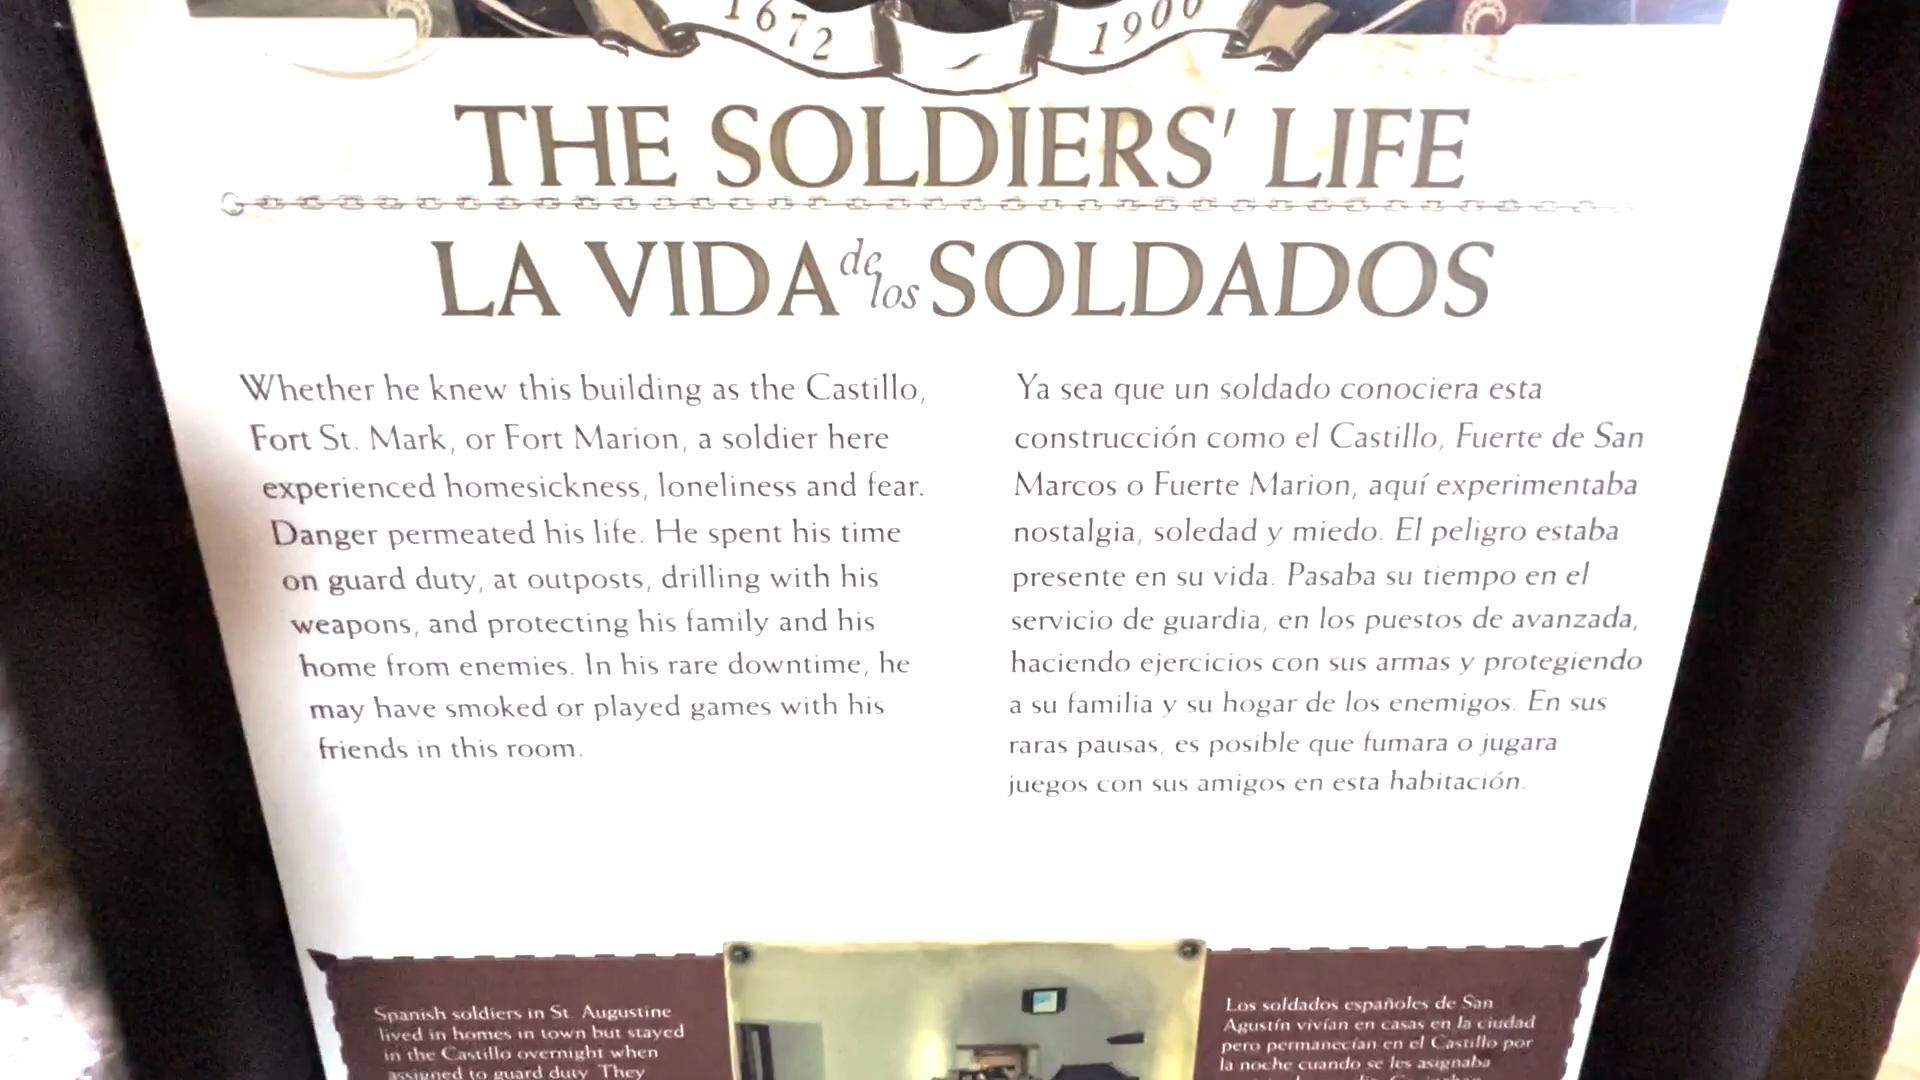 1672 1900
THE SOLDIERS' LIFE
LA VIDA de los SOLDADOS
Whether he knew this building as the Castillo,
Fort St. Mark, or Fort Marion, a soldier here
experienced homesickness, loneliness and fear.
Danger permeated his life. He spent his time
on guard duty, at outposts, drilling with his
weapons, and protecting his family and his
home from enemies. In his rare downtime, he
may have smoked or played games with his
friends in this room.
Ya sea que un soldado conociera esta
construcción como el Castillo, Fuerte de San
Marcos o Fuerte Marion, aquí experimentaba
nostalgia, soledad y miedo. El peligro estaba
presente en su vida. Pasaba su tiempo en el
servicio de guardia, en los puestos de avanzada,
haciendo ejercicios con sus armas y protegiendo
a su familia y su hogar de los enemigos. En sus
raras pausas, es posible que fumara o jugara
juegos con sus amigos en esta habitación.
Spanish soldiers in St. Augustine
lived in homes in town but stayed
in the Castillo overnight when
assigned to guard duty. They
Los soldados españoles de San
Agustín vivían en casas en la ciudad
pero permanecían en el Castillo por
la noche cuando se les asignaba